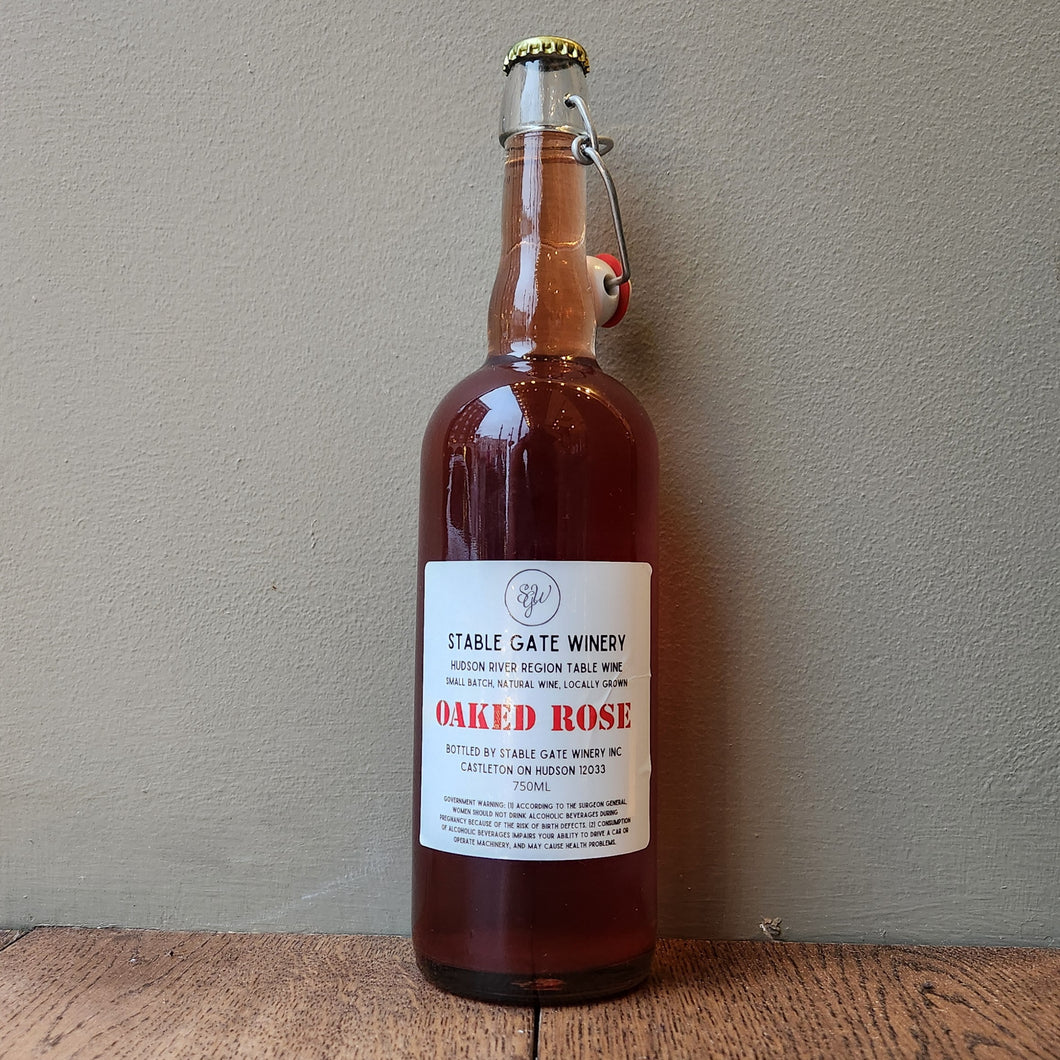 SGW
STABLE GATE WINERY
HUDSON RIVER REGION TABLE WINE
SMALL BATCH, NATURAL WINE, LOCALLY GROWN
OAKED ROSE
BOTTLED BY STABLE GATE WINERY INC
CASTLETON ON HUDSON 12033
750ML
GOVERNMENT WARNING: (1) ACCORDING TO THE SURGEON GENERAL,
WOMEN SHOULD NOT DRINK ALCOHOLIC BEVERAGES DURING
PREGNANCY BECAUSE OF THE RISK OF BIRTH DEFECTS. (2) CONSUMPTION
OF ALCOHOLIC BEVERAGES IMPAIRS YOUR ABILITY TO DRIVE A CAR OR
OPERATE MACHINERY, AND MAY CAUSE HEALTH PROBLEMS.